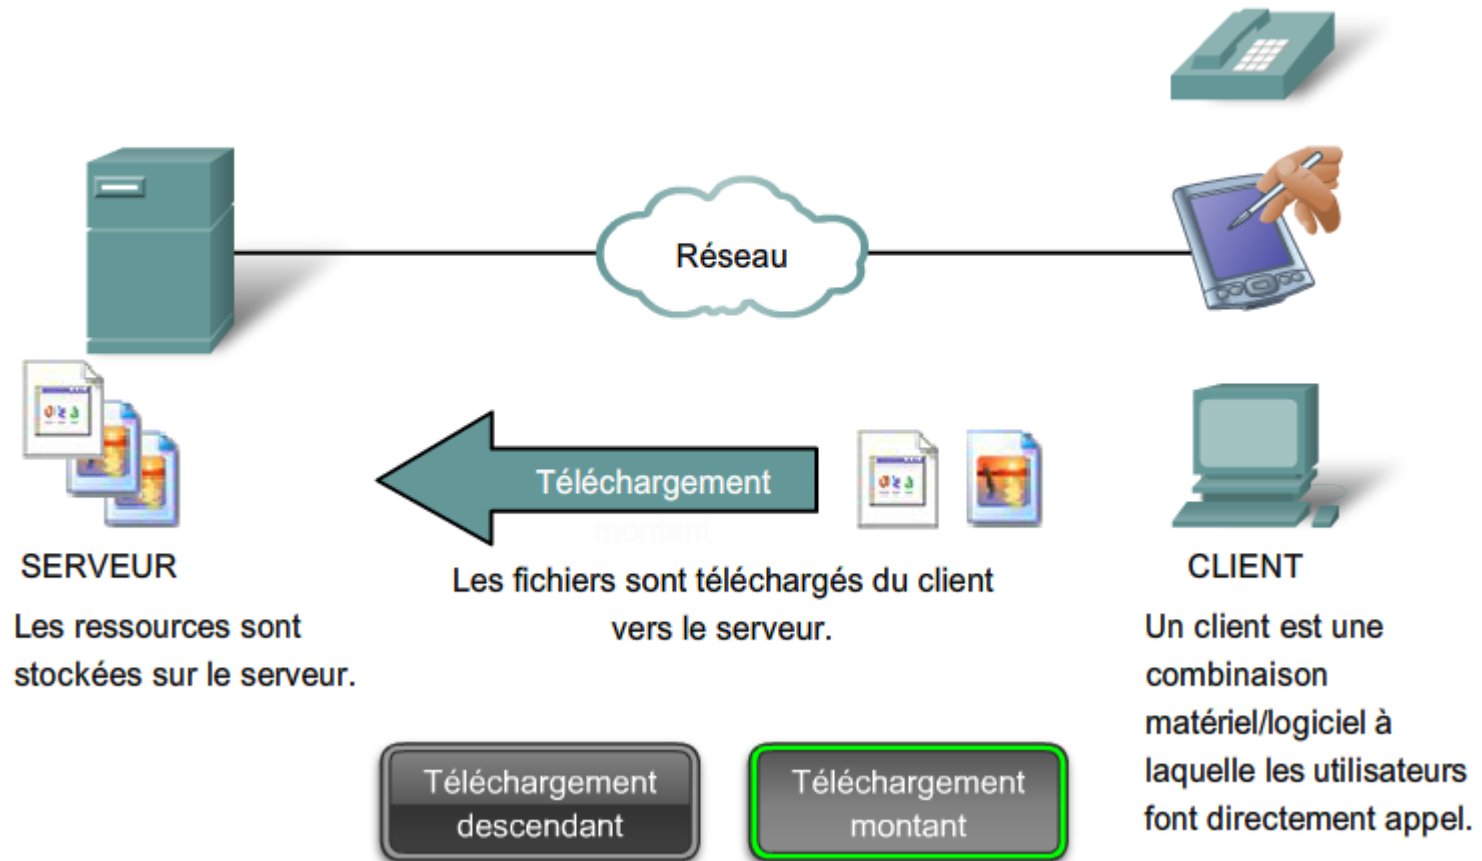 Réseau
Téléchargement
montant
SERVEUR
Les ressources sont
stockées sur le serveur.
Les fichiers sont téléchargés du client
vers le serveur.
CLIENT
Un client est une
combinaison
matériel/logiciel à
laquelle les utilisateurs
font directement appel.
Téléchargement
descendant
Téléchargement
montant